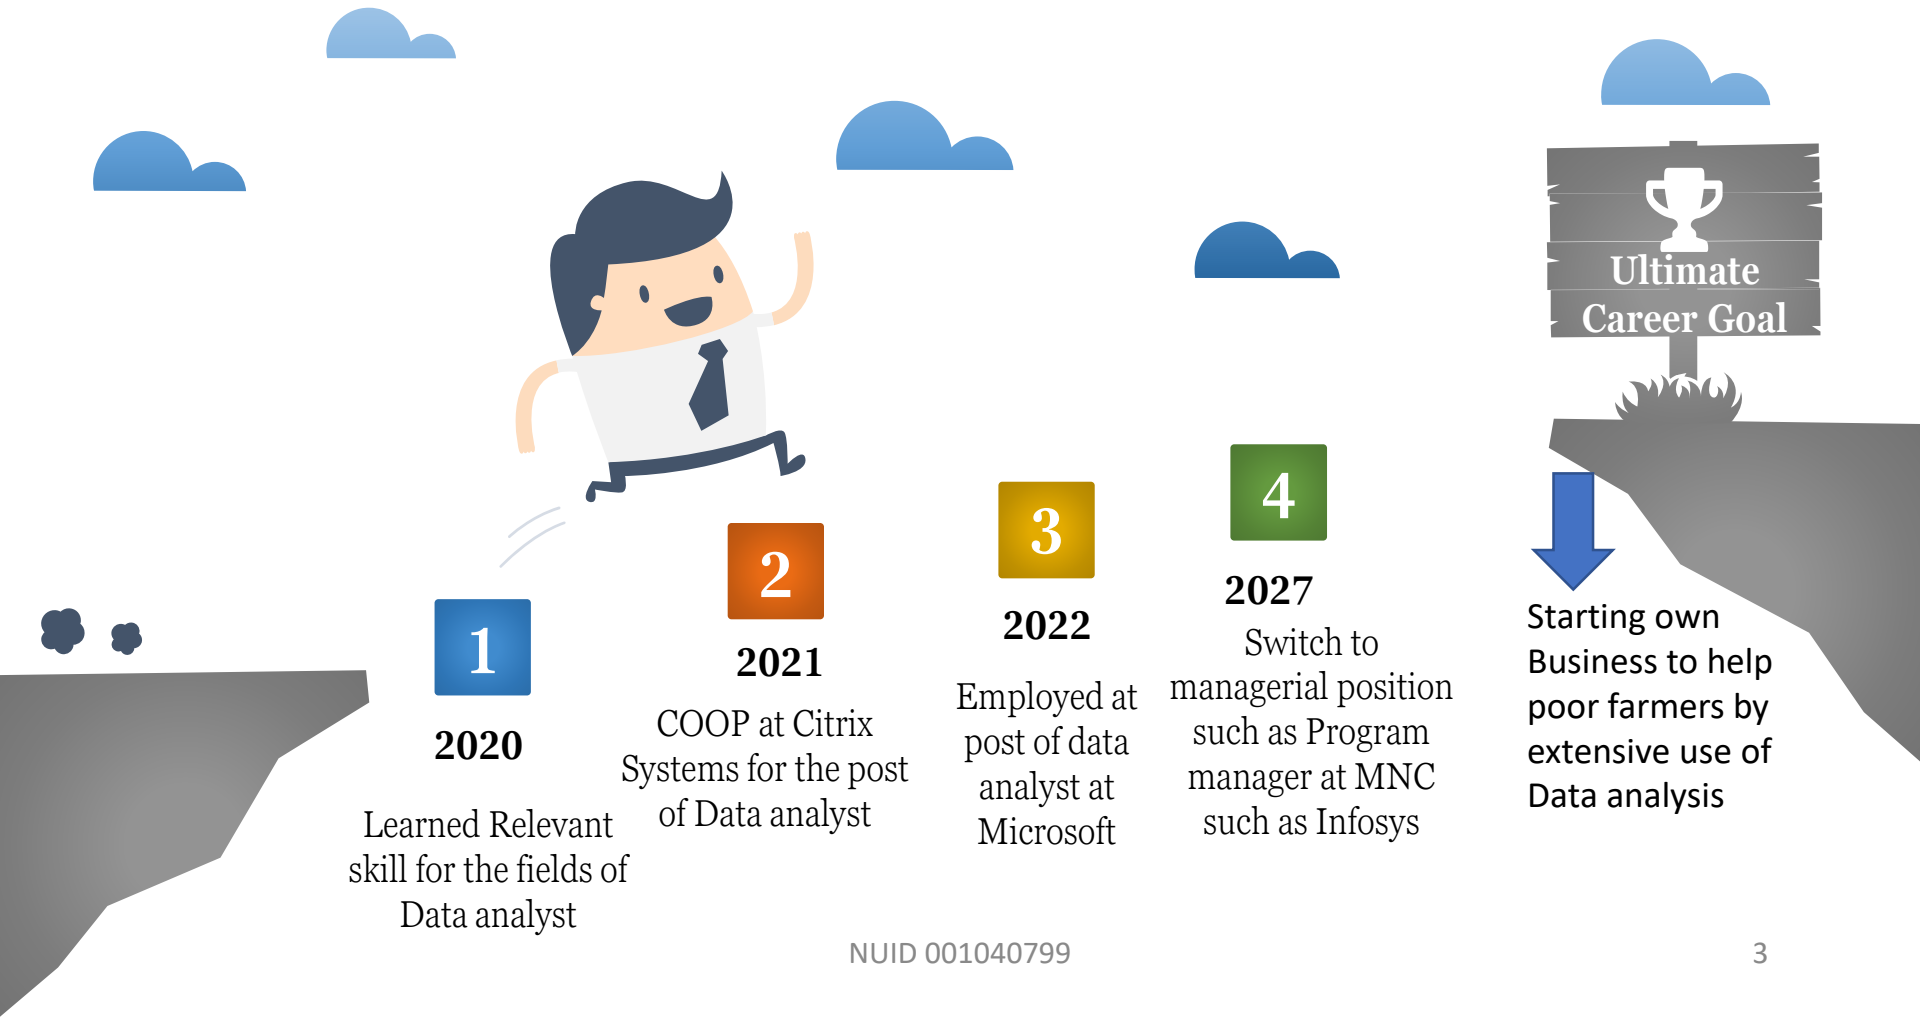 Ultimate
Career Goal
1
2020
Learned Relevant
skill for the fields of
Data analyst
2
2021
COOP at Citrix
Systems for the post
of Data analyst
3
2022
Employed at
post of data
analyst at
Microsoft
4
2027
Switch to
managerial position
such as Program
manager at MNC
such as Infosys
Starting own
Business to help
poor farmers by
extensive use of
Data analysis
NUID 001040799
3